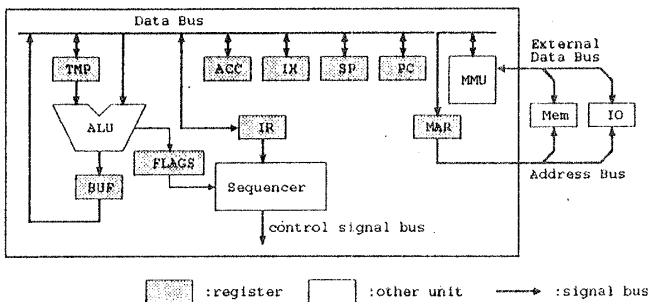 Data Bus
TMP
ACC
IX
SP
PC
MMU
External
Data Bus
ALU
IR
MAR
Mem
IO
FLAGS
BUF
Sequencer
Address Bus
control signal bus
:register
:other unit
:signal bus